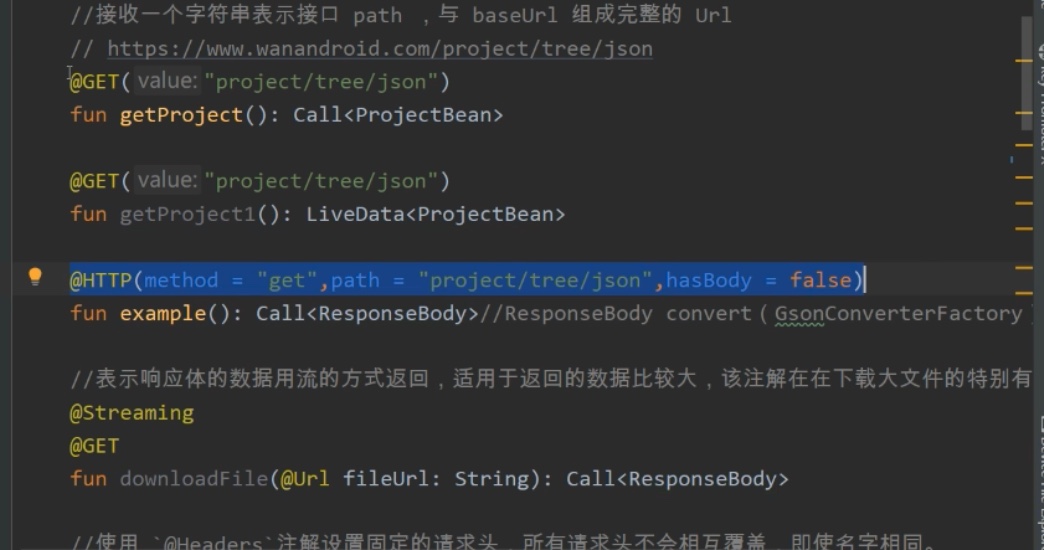 //接收一个字符串表示接口 path ，与 baseUrl 组成完整的 Url
// https://www.wanandroid.com/project/tree/json
@GET( value: "project/tree/json")
fun getProject(): Call<ProjectBean>
@GET( value: "project/tree/json")
fun getProject1(): LiveData<ProjectBean>
@HTTP(method = "get",path = "project/tree/json",hasBody = false)
fun example(): Call<ResponseBody>//ResponseBody convert（GsonConverterFactory
//表示响应体的数据用流的方式返回，适用于返回的数据比较大，该注解在在下载大文件的特别有
@Streaming
@GET
fun downloadFile(@Url fileUrl: String): Call<ResponseBody>
//使用 `@Headers`注解设置固定的请求头，所有请求头不会相互覆盖，即使名字相同。